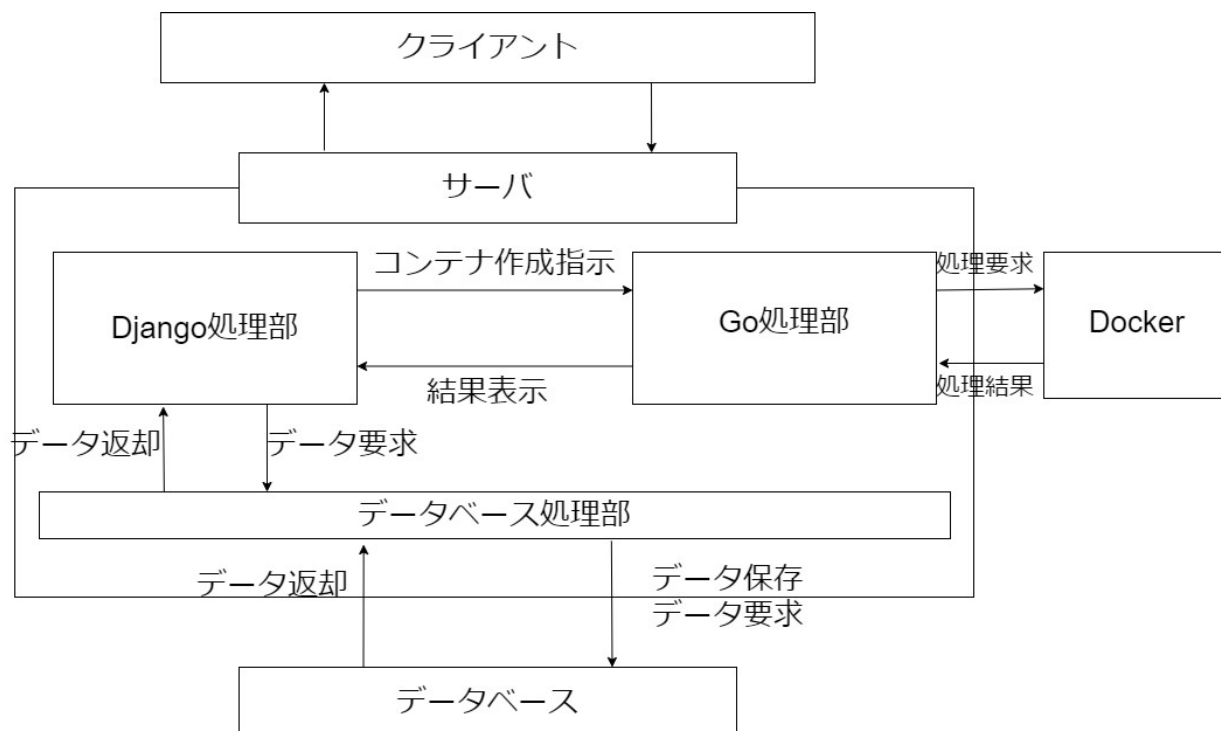 クライアント
サーバ
コンテナ作成指示
処理要求
Django処理部
Go処理部
Docker
結果表示
処理結果
データ返却
データ要求
データベース処理部
データ返却
データ保存
データ要求
データベース